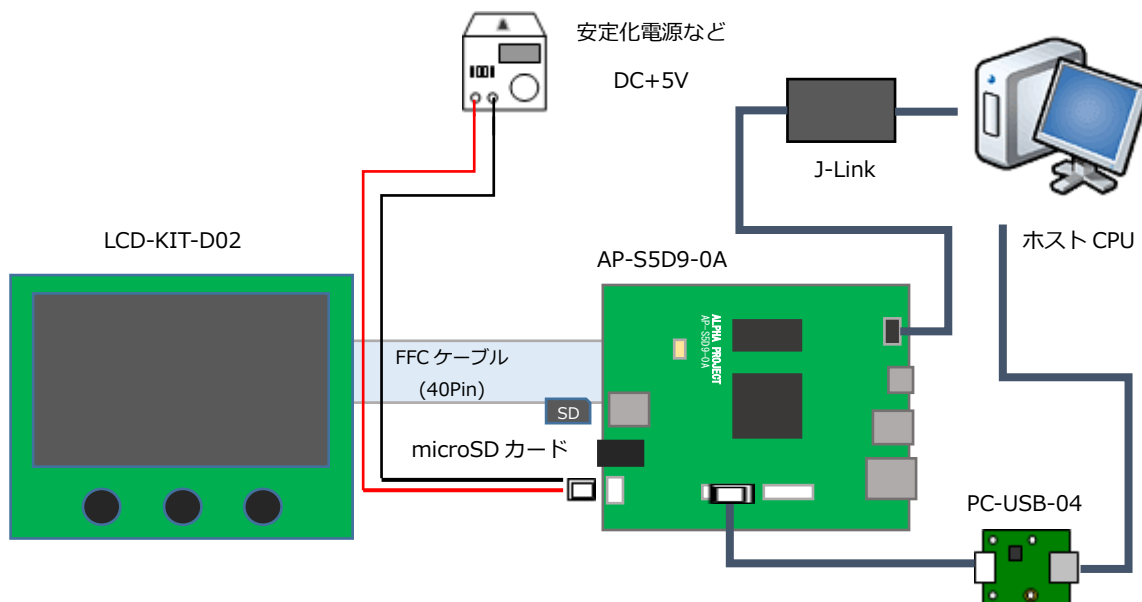 安定化電源など
DC+5V
J-Link
ホスト CPU
LCD-KIT-D02
AP-S5D9-0A
ALPHA PROJECT
AP-S5D9-0A
FFC ケーブル
(40Pin)
SD
microSD カード
PC-USB-04